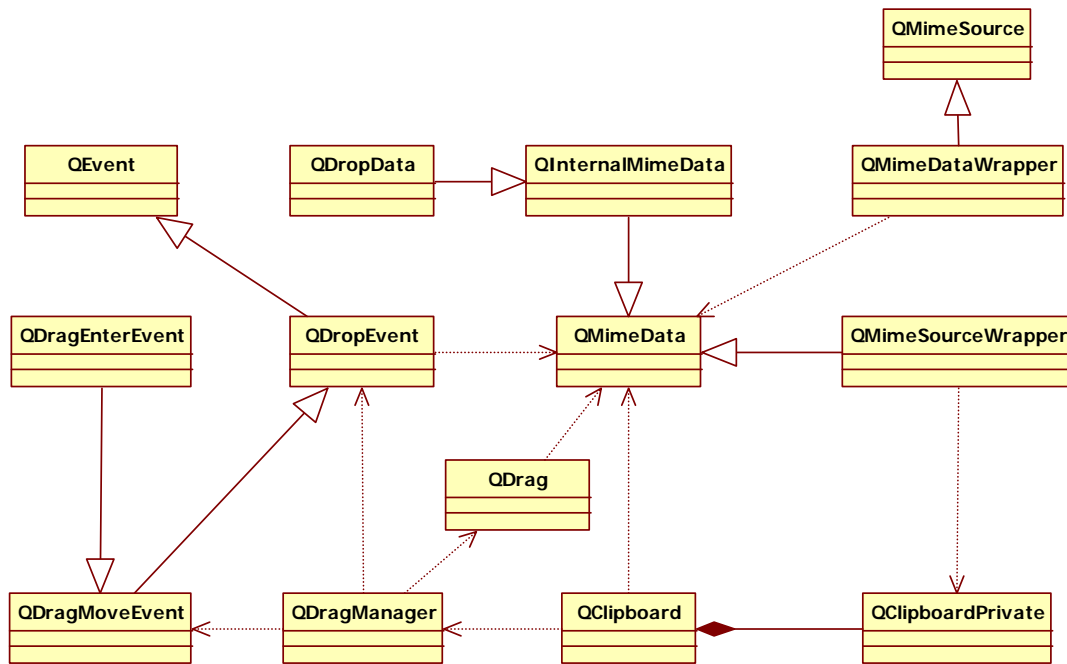 QMimeSource
QEvent
QDropData
QInternalMimeData
QMimeDataWrapper
QDragEnterEvent
QDropEvent
QMimeData
QMimeSourceWrapper
QDrag
QDragMoveEvent
QDragManager
QClipboard
QClipboardPrivate